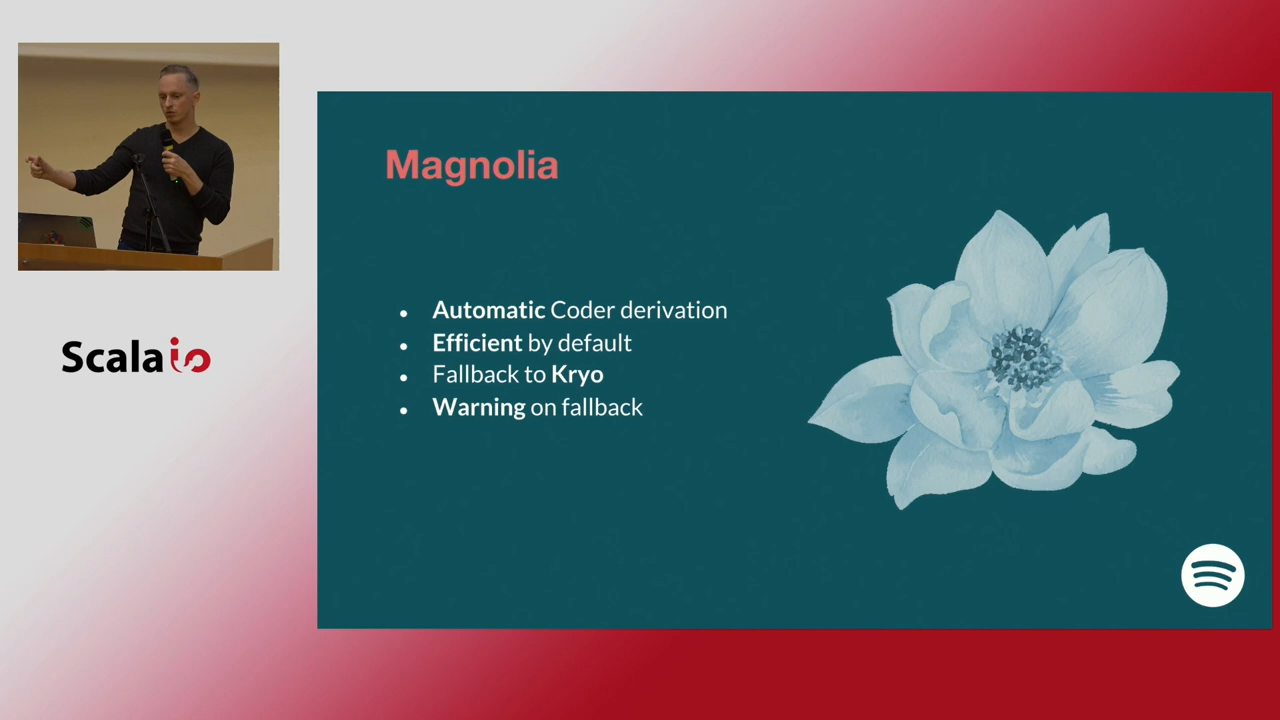 Scala io
Magnolia
• Automatic Coder derivation
• Efficient by default
• Fallback to Kryo
• Warning on fallback